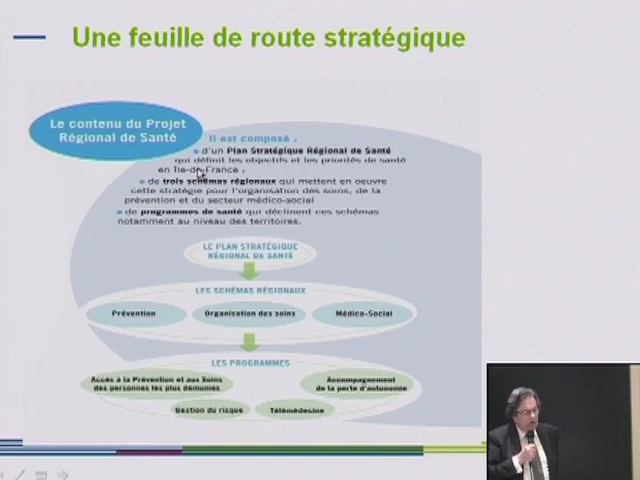 Une feuille de route stratégique
Le contenu du Projet
Régional de Santé
Il est composé :
d'un Plan Stratégique Régional de Santé
qui définit les objectifs et les priorités de santé
en Île-de-France ;
de trois schémas régionaux qui mettent en oeuvre
cette stratégie pour l'organisation des soins, de la
prévention et du secteur médico-social
de programmes de santé qui déclinent ces schémas
notamment au niveau des territoires.
LE PLAN STRATÉGIQUE
RÉGIONAL DE SANTÉ
LES SCHÉMAS RÉGIONAUX
Prévention Organisation des soins Médico-Social
LES PROGRAMMES
Accès à la Prévention et aux Soins
des personnes les plus démunies
Accompagnement
de la perte d'autonomie
Gestion du risque Télémédecine